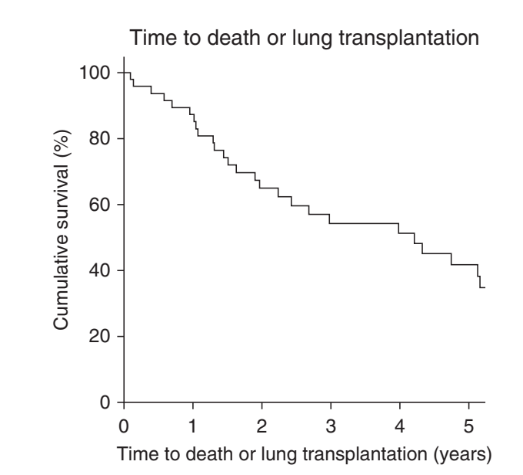 Time to death or lung transplantation
100
80
60
40
20
0
Cumulative survival (%)
0 1 2 3 4 5
Time to death or lung transplantation (years)